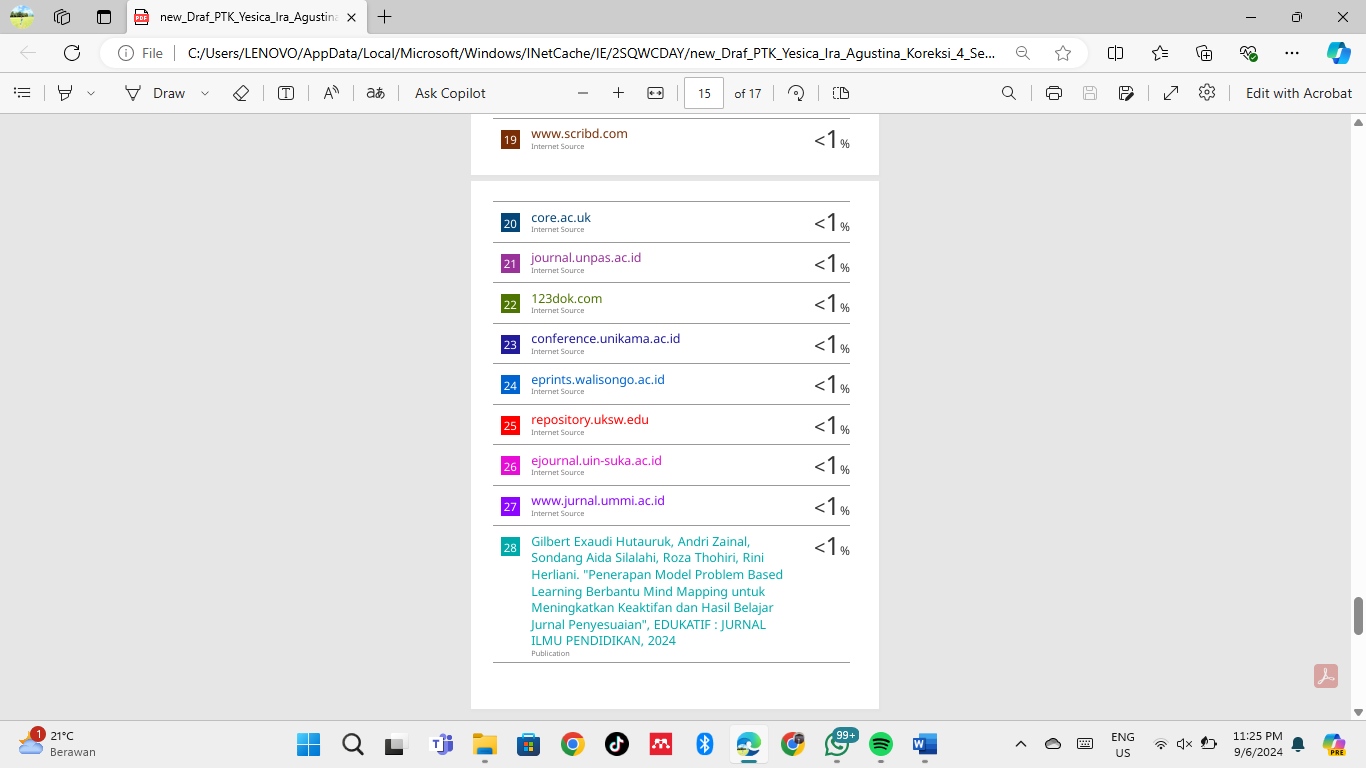 new_Draf_PTK_Yesica_Ira_Agustina
File
C:/Users/LENOVO/AppData/Local/Microsoft/Windows/INetCache/IE/2SQWCDAY/new_Draf_PTK_Yesica_Ira_Agustina_Koreksi_4_Se...
Draw
aあ
Ask Copilot
15
of 17
Edit with Acrobat
19
www.scribd.com
Internet Source
<1%
20
core.ac.uk
Internet Source
<1%
21
journal.unpas.ac.id
Internet Source
<1%
22
123dok.com
Internet Source
<1%
23
conference.unikama.ac.id
Internet Source
<1%
24
eprints.walisongo.ac.id
Internet Source
<1%
25
repository.uksw.edu
Internet Source
<1%
26
ejournal.uin-suka.ac.id
Internet Source
<1%
27
www.jurnal.ummi.ac.id
Internet Source
<1%
28
Gilbert Exaudi Hutauruk, Andri Zainal,
Sondang Aida Silalahi, Roza Thohiri, Rini
Herliani. "Penerapan Model Problem Based
Learning Berbantu Mind Mapping untuk
Meningkatkan Keaktifan dan Hasil Belajar
Jurnal Penyesuaian", EDUKATIF : JURNAL
ILMU PENDIDIKAN, 2024
Publication
<1%
1
21°C
Berawan
99+
ENG
US
11:25 PM
9/6/2024
PRE